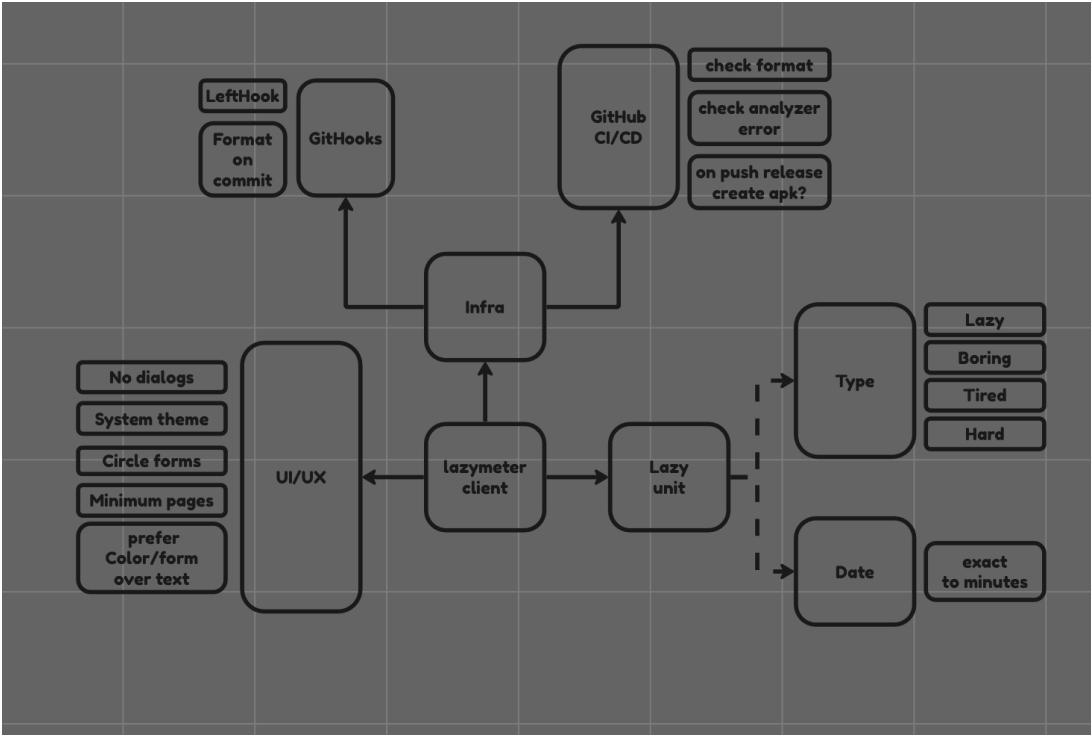 LeftHook
Format
on
commit
GitHooks
GitHub
CI/CD
check format
check analyzer
error
on push release
create apk?
Infra
No dialogs
System theme
Circle forms
Minimum pages
prefer
Color/form
over text
UI/UX
lazymeter
client
Lazy
unit
Type
Lazy
Boring
Tired
Hard
Date
exact
to minutes